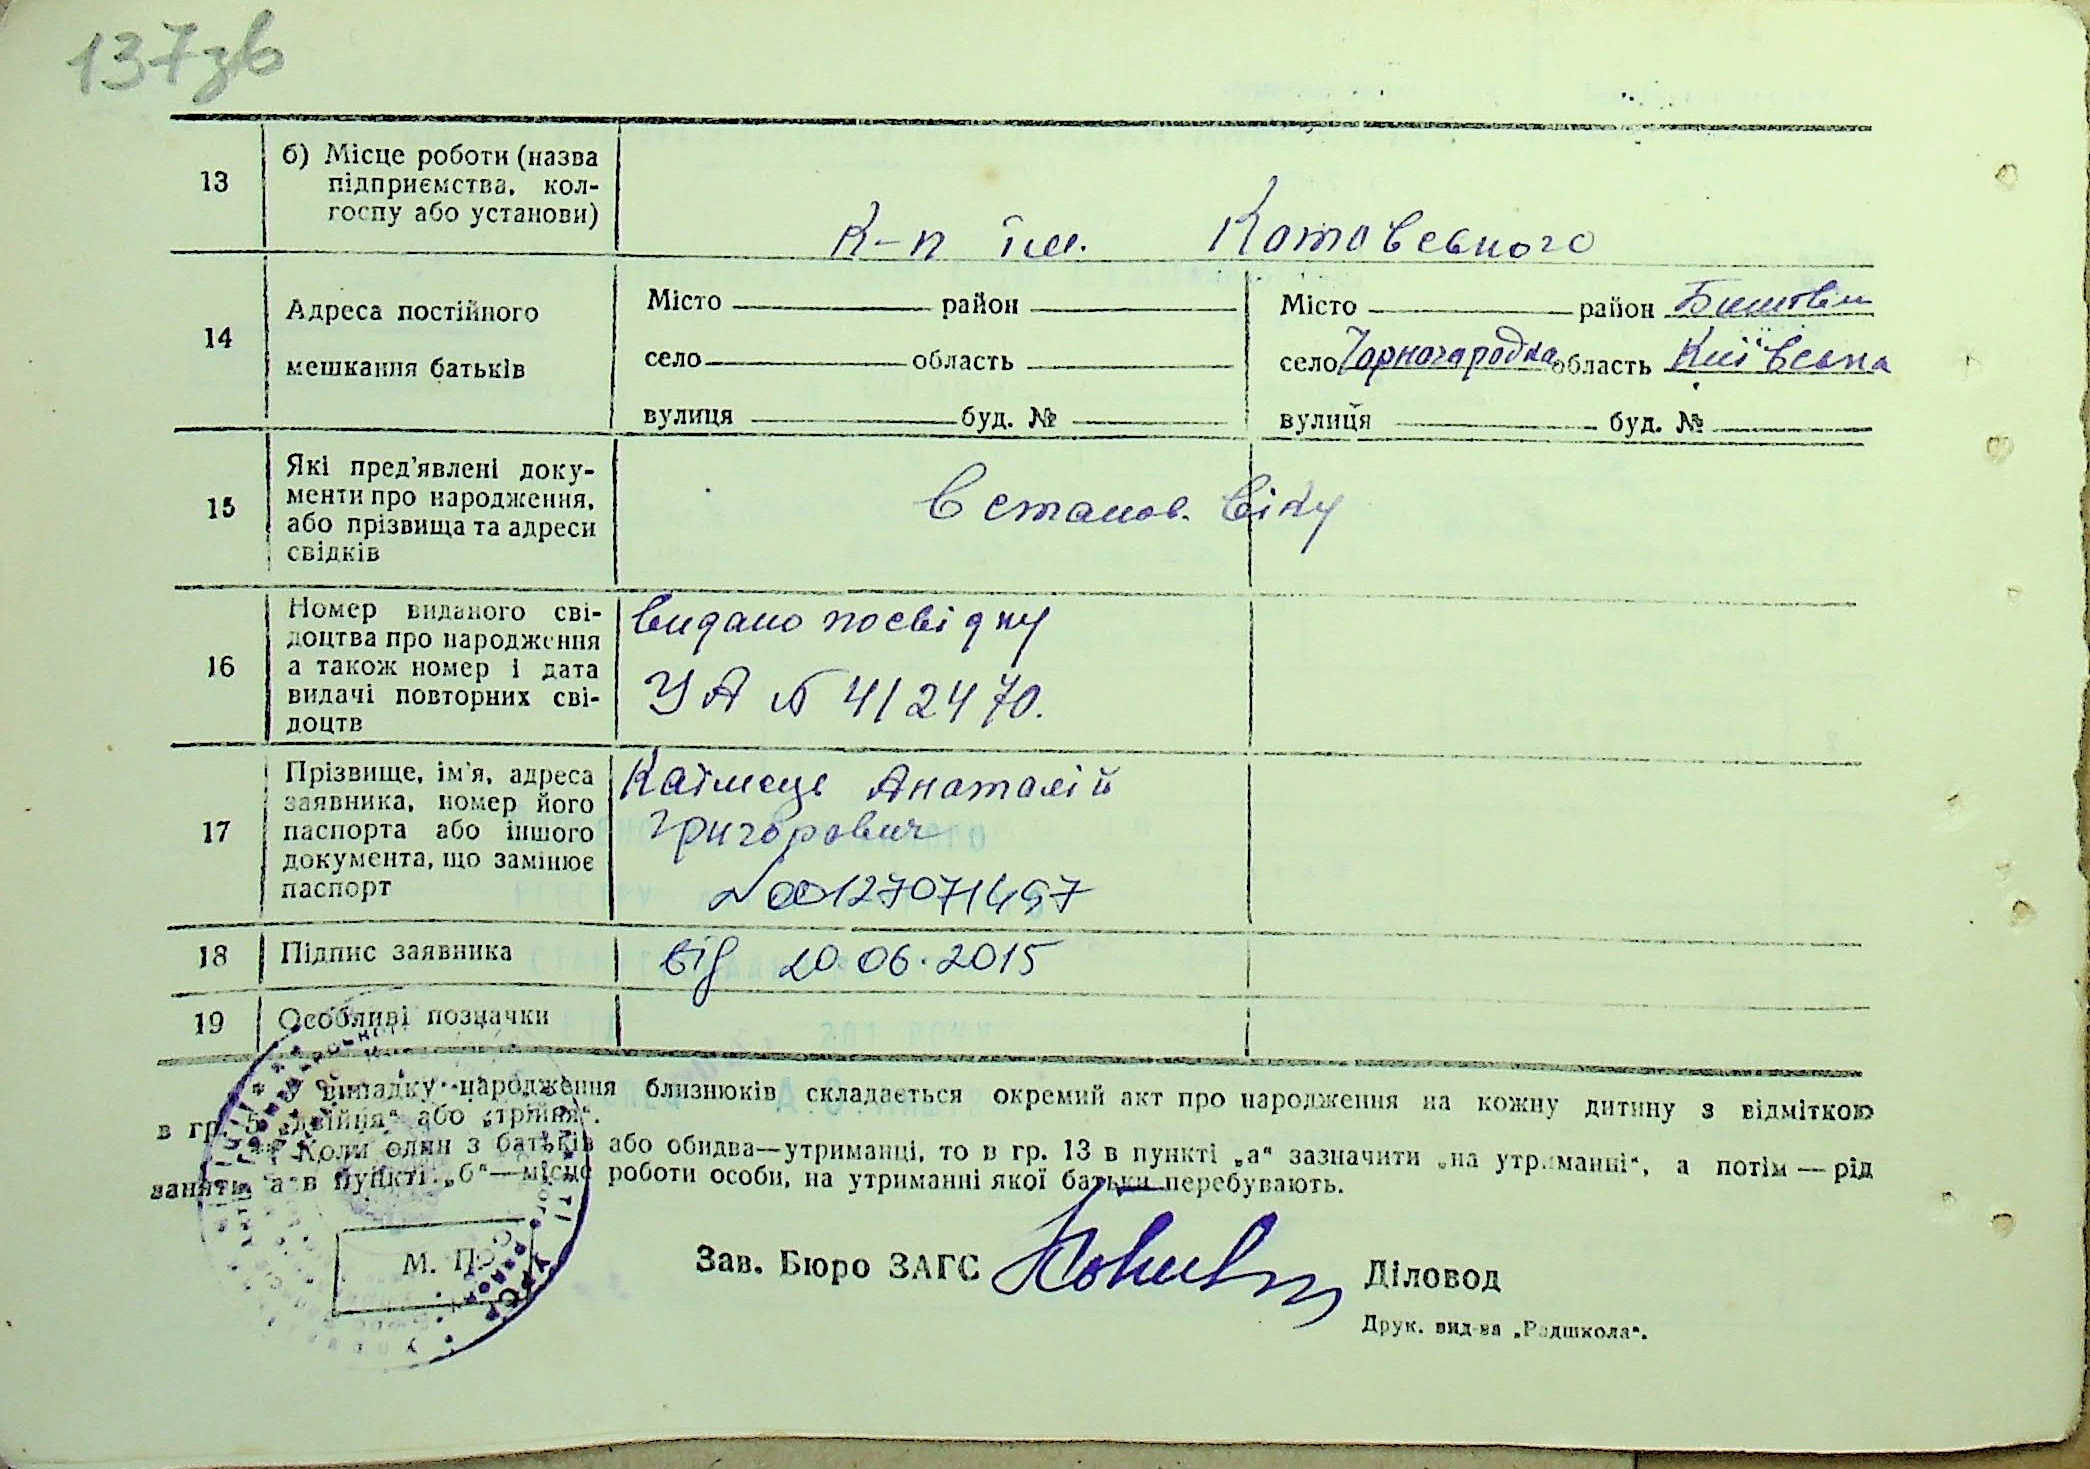 137зв
13
б) Місце роботи (назва
підприємства, кол-
госпу або установи)
К-п ім. Котовського
14
Адреса постійного
мешкання батьків
Місто район
село область
вулиця буд. №
Місто район
село Чорногородка область Київська
вулиця буд. №
15
Які пред'явлені доку-
менти про народження,
або прізвища та адреси
свідків
Встанов. віку
16
Номер виданого сві-
доцтва про народження
а також номер і дата
видачі повторних сві-
доцтв
видано посвідку
УА № 412470.
17
Прізвище, ім'я, адреса
заявника, номер його
паспорта або іншого
документа, що замінює
паспорт
Анатолій
Григорович
18
Підпис заявника
від 20.06.2015
19
Особливі позначки
У випадку народження близнюків складається окремий акт про народження на кожну дитину з відміткою
в гр. 5 „двійня“ або „трійня“.
** Коли один з батьків або обидва—утриманці, то в гр. 13 в пункті „а“ зазначити „на утриманні“, а потім — рід
занять, а в пункті „б“—місце роботи особи, на утриманні якої батьки перебувають.
М. П.
Зав. Бюро ЗАГС
Діловод
Друк. вид-ва „Радшкола“.